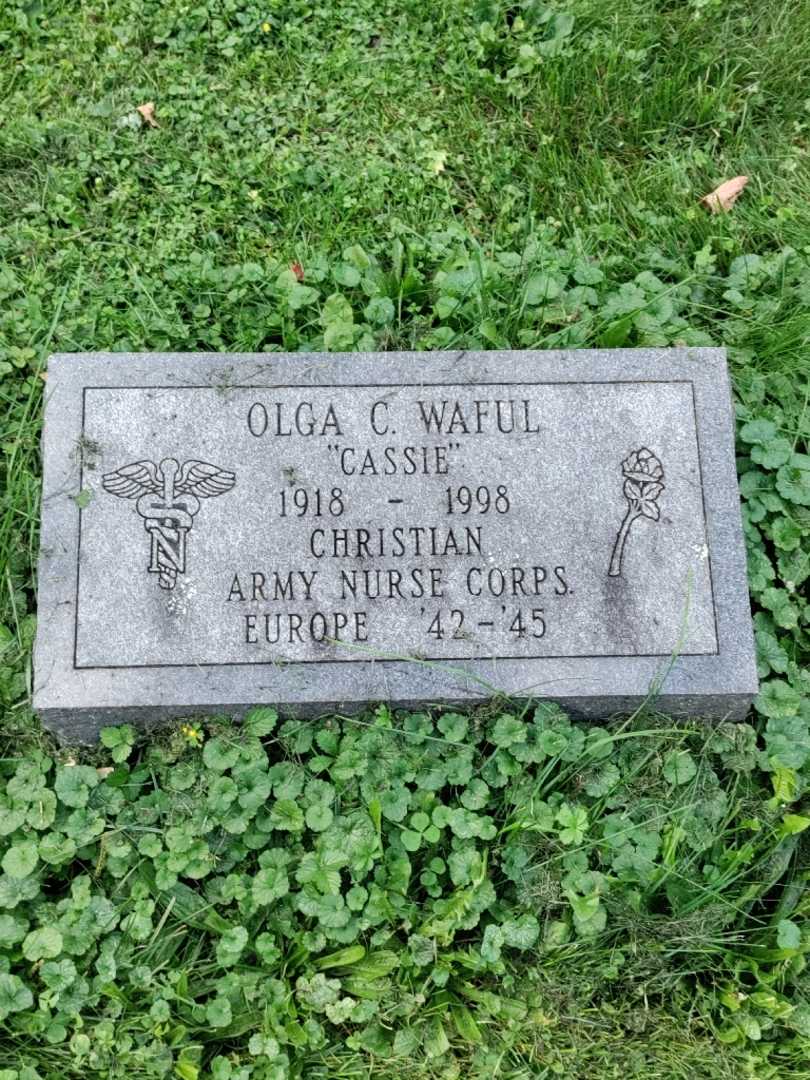 OLGA C. WAFUL
"CASSIE"
1918 - 1998
CHRISTIAN
ARMY NURSE CORPS.
EUROPE '42-'45
N